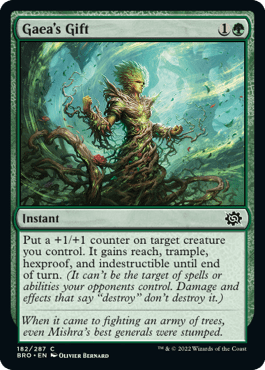 Gaea's Gift 1
Instant
Put a +1/+1 counter on target creature
you control. It gains reach, trample,
hexproof, and indestructible until end
of turn. (It can't be the target of spells or
abilities your opponents control. Damage and
effects that say "destroy" don't destroy it.)
When it came to fighting an army of trees,
even Mishra's best generals were stumped.
182/287 C
BRO • EN Olivier Bernard
™ & © 2022 Wizards of the Coast